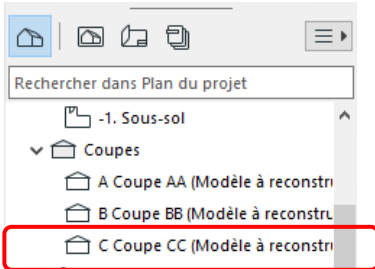 Rechercher dans Plan du projet
-1. Sous-sol
Coupes
A Coupe AA (Modèle à reconstru
B Coupe BB (Modèle à reconstru
C Coupe CC (Modèle à reconstru